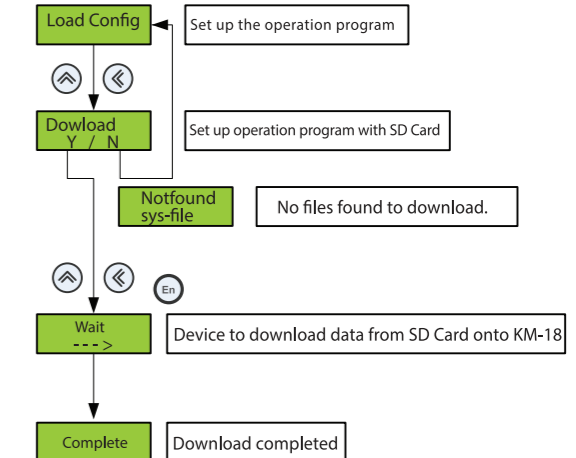 Load Config
Set up the operation program
Dowload
Y / N
Set up operation program with SD Card
Notfound
sys-file
No files found to download.
En
Wait
--->
Device to download data from SD Card onto KM-18
Complete
Download completed